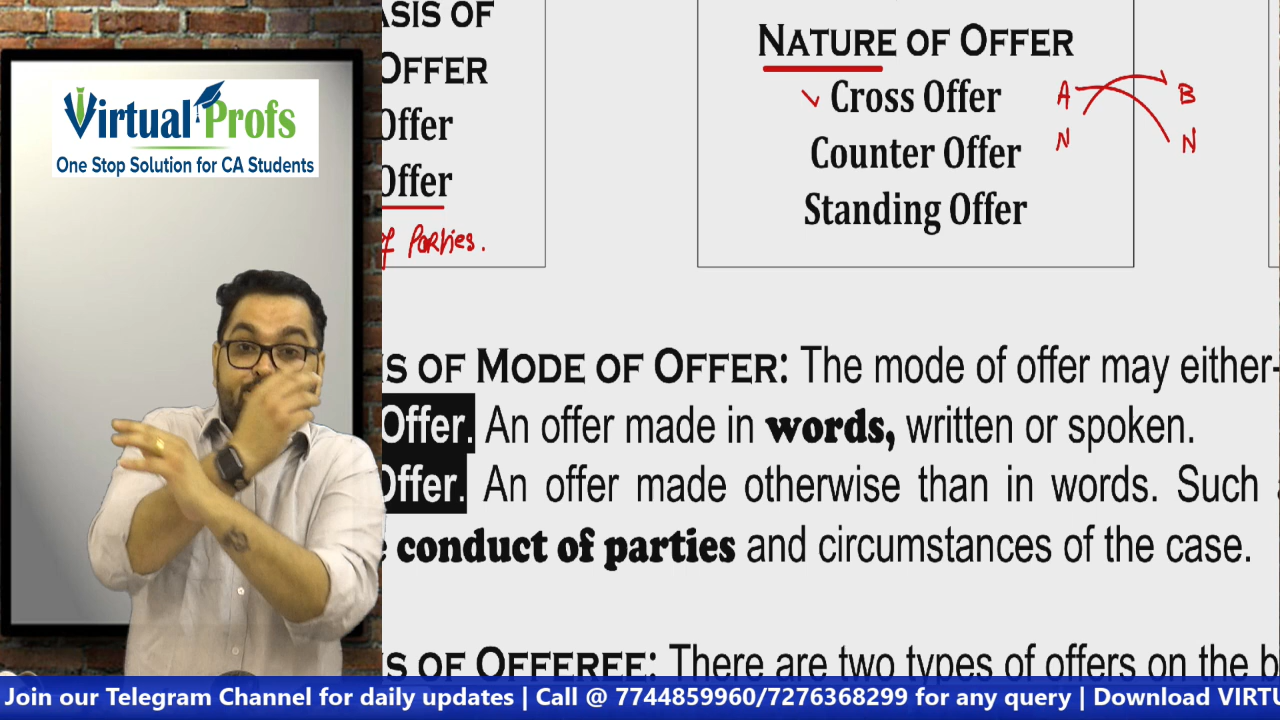 Virtual Profs
One Stop Solution for CA Students
ASIS OF
OFFER
Offer
Offer
of Parties.
NATURE OF OFFER
Cross Offer
Counter Offer
Standing Offer
A B
N N
S OF MODE OF OFFER: The mode of offer may either-
Offer. An offer made in words, written or spoken.
Offer. An offer made otherwise than in words. Such
conduct of parties and circumstances of the case.
S OF OFFEREE: There are two types of offers on the b
Join our Telegram Channel for daily updates | Call @ 7744859960/7276368299 for any query | Download VIRTU